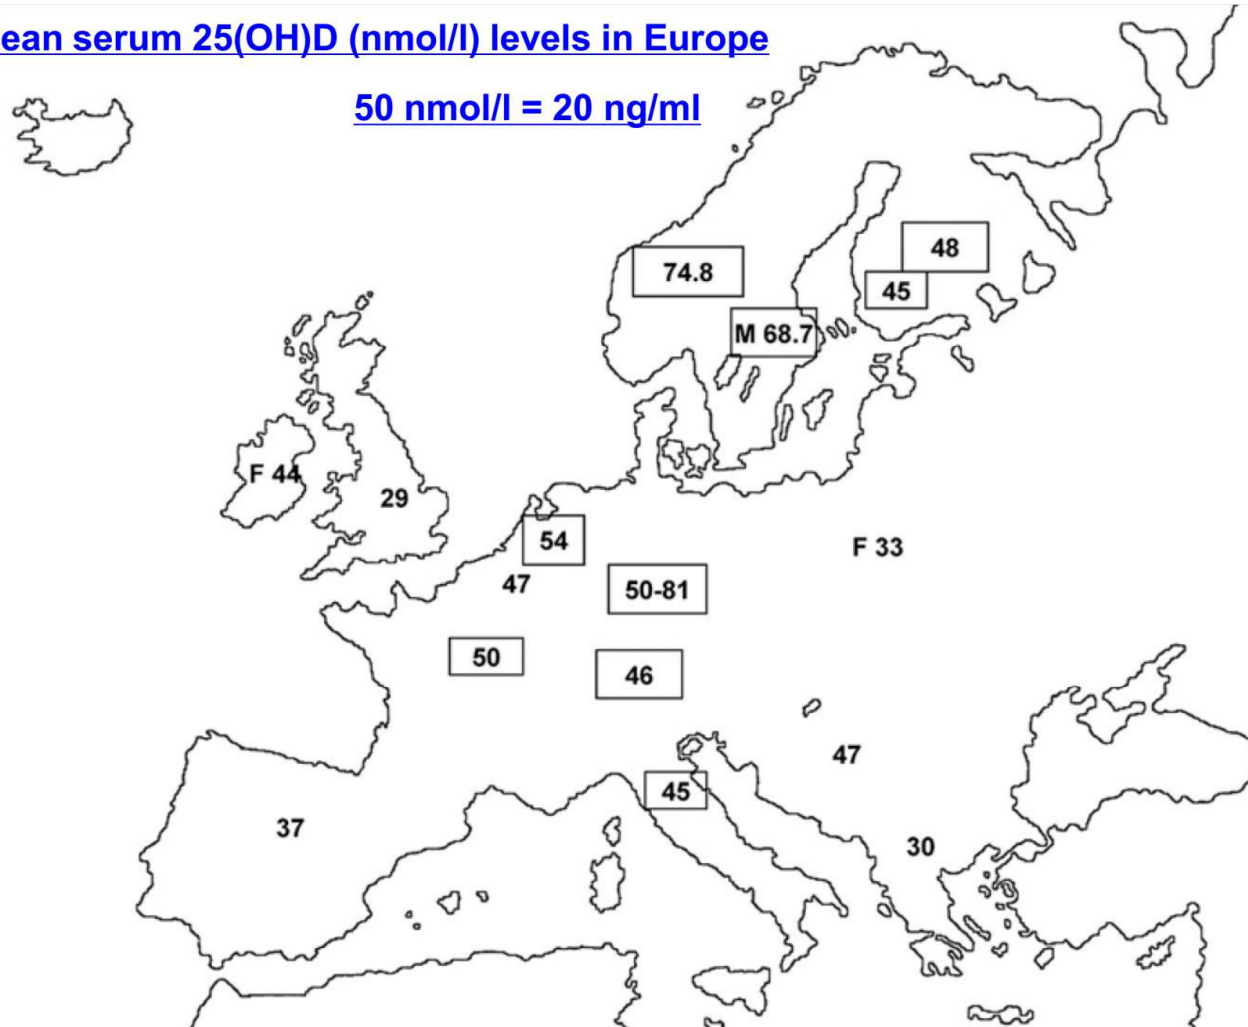 ean serum 25(OH)D (nmol/l) levels in Europe
50 nmol/l = 20 ng/ml
48
74.8
45
M 68.7
F 44
29
54
F 33
47
50-81
50
46
47
45
37
30